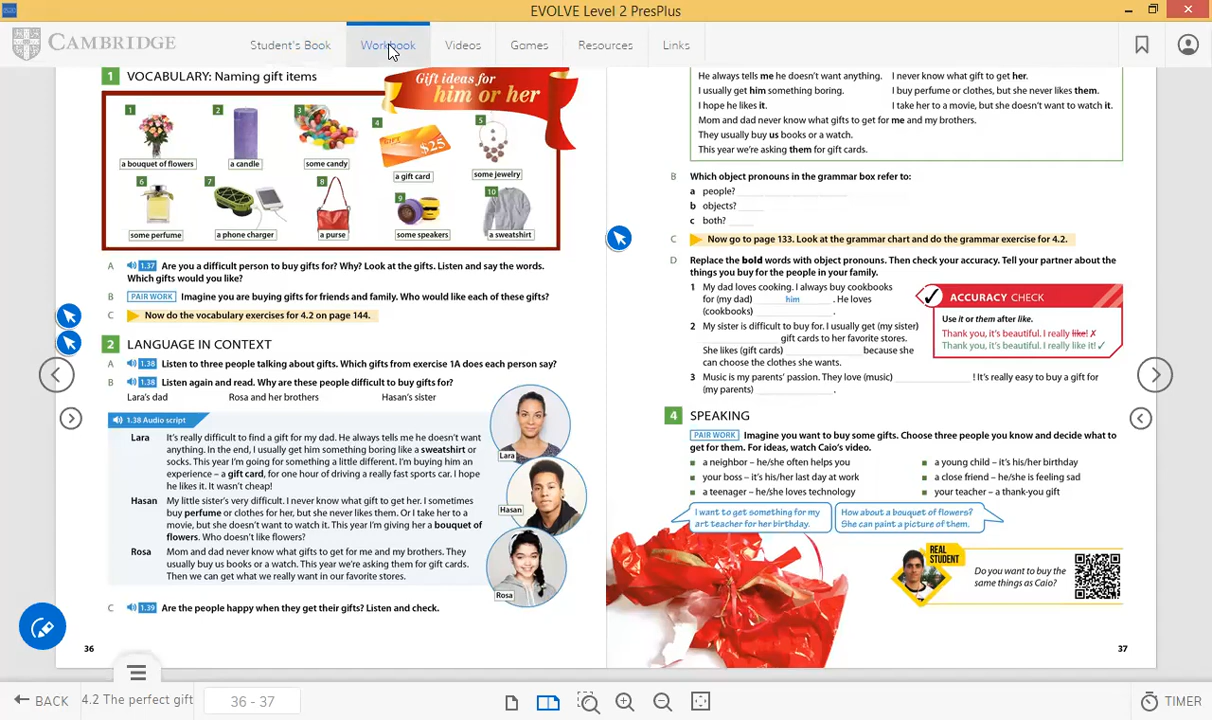 EVOLVE Level 2 PresPlus
CAMBRIDGE
Student's Book
Workbook
Videos
Games
Resources
Links
1 VOCABULARY: Naming gift items
Gift ideas for
him or her
1
2
3
4
5
GIFT
$25
a bouquet of flowers
a candle
some candy
a gift card
some jewelry
6
7
8
9
10
some perfume
a phone charger
a purse
some speakers
a sweatshirt
A 1.37 Are you a difficult person to buy gifts for? Why? Look at the gifts. Listen and say the words.
Which gifts would you like?
B PAIR WORK Imagine you are buying gifts for friends and family. Who would like each of these gifts?
C Now do the vocabulary exercises for 4.2 on page 144.
2 LANGUAGE IN CONTEXT
A 1.38 Listen to three people talking about gifts. Which gifts from exercise 1A does each person say?
B 1.38 Listen again and read. Why are these people difficult to buy gifts for?
Lara's dad Rosa and her brothers Hasan's sister
1.38 Audio script
Lara It's really difficult to find a gift for my dad. He always tells me he doesn't want
anything. In the end, I usually get him something boring like a sweatshirt or
socks. This year I'm going for something a little different. I'm buying him an
experience – a gift card, for one hour of driving a really fast sports car. I hope
he likes it. It wasn't cheap!
Hasan My little sister's very difficult. I never know what gift to get her. I sometimes
buy perfume or clothes for her, but she never likes them. Or I take her to a
movie, but she doesn't want to watch it. This year I'm giving her a bouquet of
flowers. Who doesn't like flowers?
Rosa Mom and dad never know what gifts to get for me and my brothers. They
usually buy us books or a watch. This year we're asking them for gift cards.
Then we can get what we really want in our favorite stores.
Lara
Hasan
Rosa
C 1.39 Are the people happy when they get their gifts? Listen and check.
36
He always tells me he doesn't want anything. I never know what gift to get her.
I usually get him something boring. I buy perfume or clothes, but she never likes them.
I hope he likes it. I take her to a movie, but she doesn't want to watch it.
Mom and dad never know what gifts to get for me and my brothers.
They usually buy us books or a watch.
This year we're asking them for gift cards.
B Which object pronouns in the grammar box refer to:
a people?
b objects?
c both?
C Now go to page 133. Look at the grammar chart and do the grammar exercise for 4.2.
D Replace the bold words with object pronouns. Then check your accuracy. Tell your partner about the
things you buy for the people in your family.
1 My dad loves cooking. I always buy cookbooks
for (my dad) him . He loves
(cookbooks) .
2 My sister is difficult to buy for. I usually get (my sister)
gift cards to her favorite stores.
She likes (gift cards) because she
can choose the clothes she wants.
3 Music is my parents' passion. They love (music) ! It's really easy to buy a gift for
(my parents) .
ACCURACY CHECK
Use it or them after like.
Thank you, it's beautiful. I really like! ✗
Thank you, it's beautiful. I really like it! ✓
4 SPEAKING
PAIR WORK Imagine you want to buy some gifts. Choose three people you know and decide what to
get for them. For ideas, watch Caio's video.
a neighbor – he/she often helps you
your boss – it's his/her last day at work
a teenager – he/she loves technology
a young child – it's his/her birthday
a close friend – he/she is feeling sad
your teacher – a thank-you gift
I want to get something for my
art teacher for her birthday.
How about a bouquet of flowers?
She can paint a picture of them.
REAL
STUDENT
Do you want to buy the
same things as Caio?
37
BACK
4.2 The perfect gift
36 - 37
TIMER